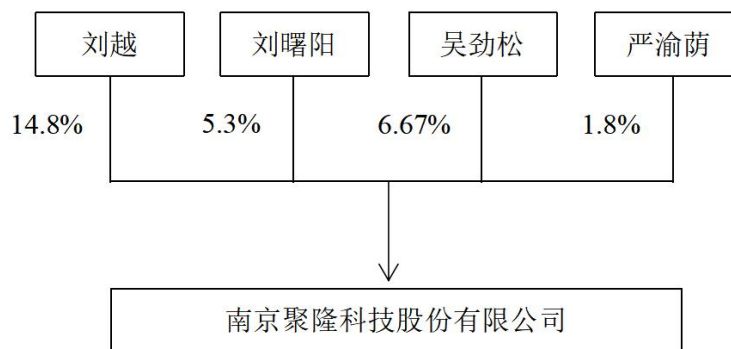 刘越 刘曙阳 吴劲松 严渝荫
14.8% 5.3% 6.67% 1.8%
南京聚隆科技股份有限公司